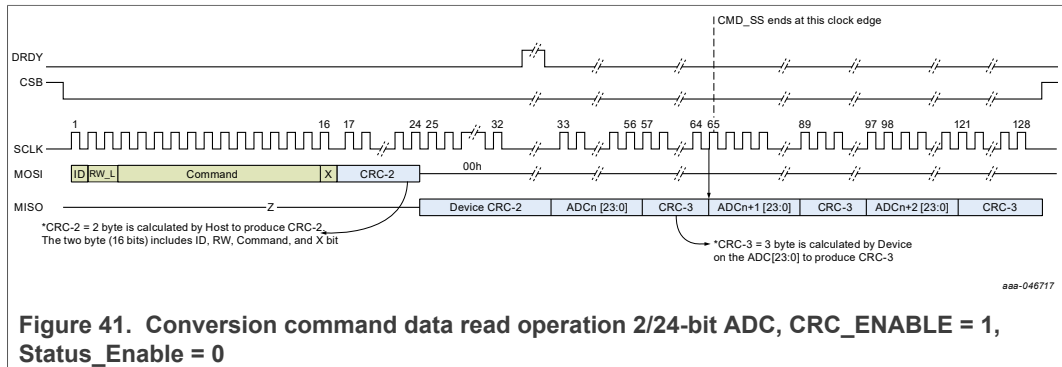 CMD_SS ends at this clock edge
DRDY
CSB
1 16 17 24 25 32 33 56 57 64 65 89 97 98 121 128
SCLK
MOSI ID RW_L Command X CRC-2 00h
MISO Z Device CRC-2 ADCn [23:0] CRC-3 ADCn+1 [23:0] CRC-3 ADCn+2 [23:0] CRC-3
*CRC-2 = 2 byte is calculated by Host to produce CRC-2.
The two byte (16 bits) includes ID, RW, Command, and X bit
*CRC-3 = 3 byte is calculated by Device
on the ADC[23:0] to produce CRC-3
aaa-046717
Figure 41. Conversion command data read operation 2/24-bit ADC, CRC_ENABLE = 1,
Status_Enable = 0